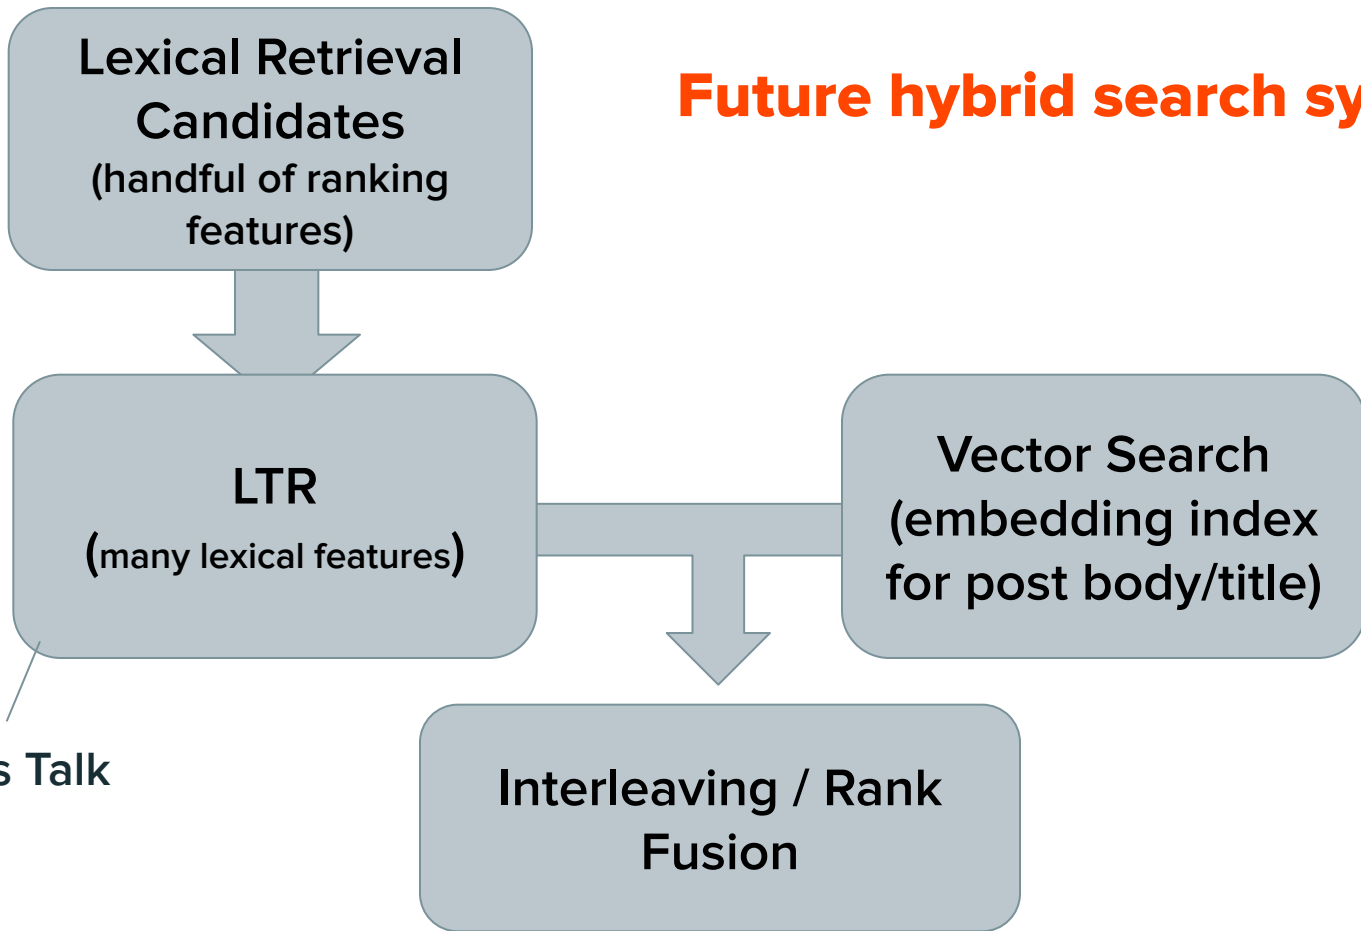 Lexical Retrieval
Candidates
(handful of ranking
features)
Future hybrid search
LTR
(many lexical features)
Vector Search
(embedding index
for post body/title)
Talk
Interleaving / Rank
Fusion